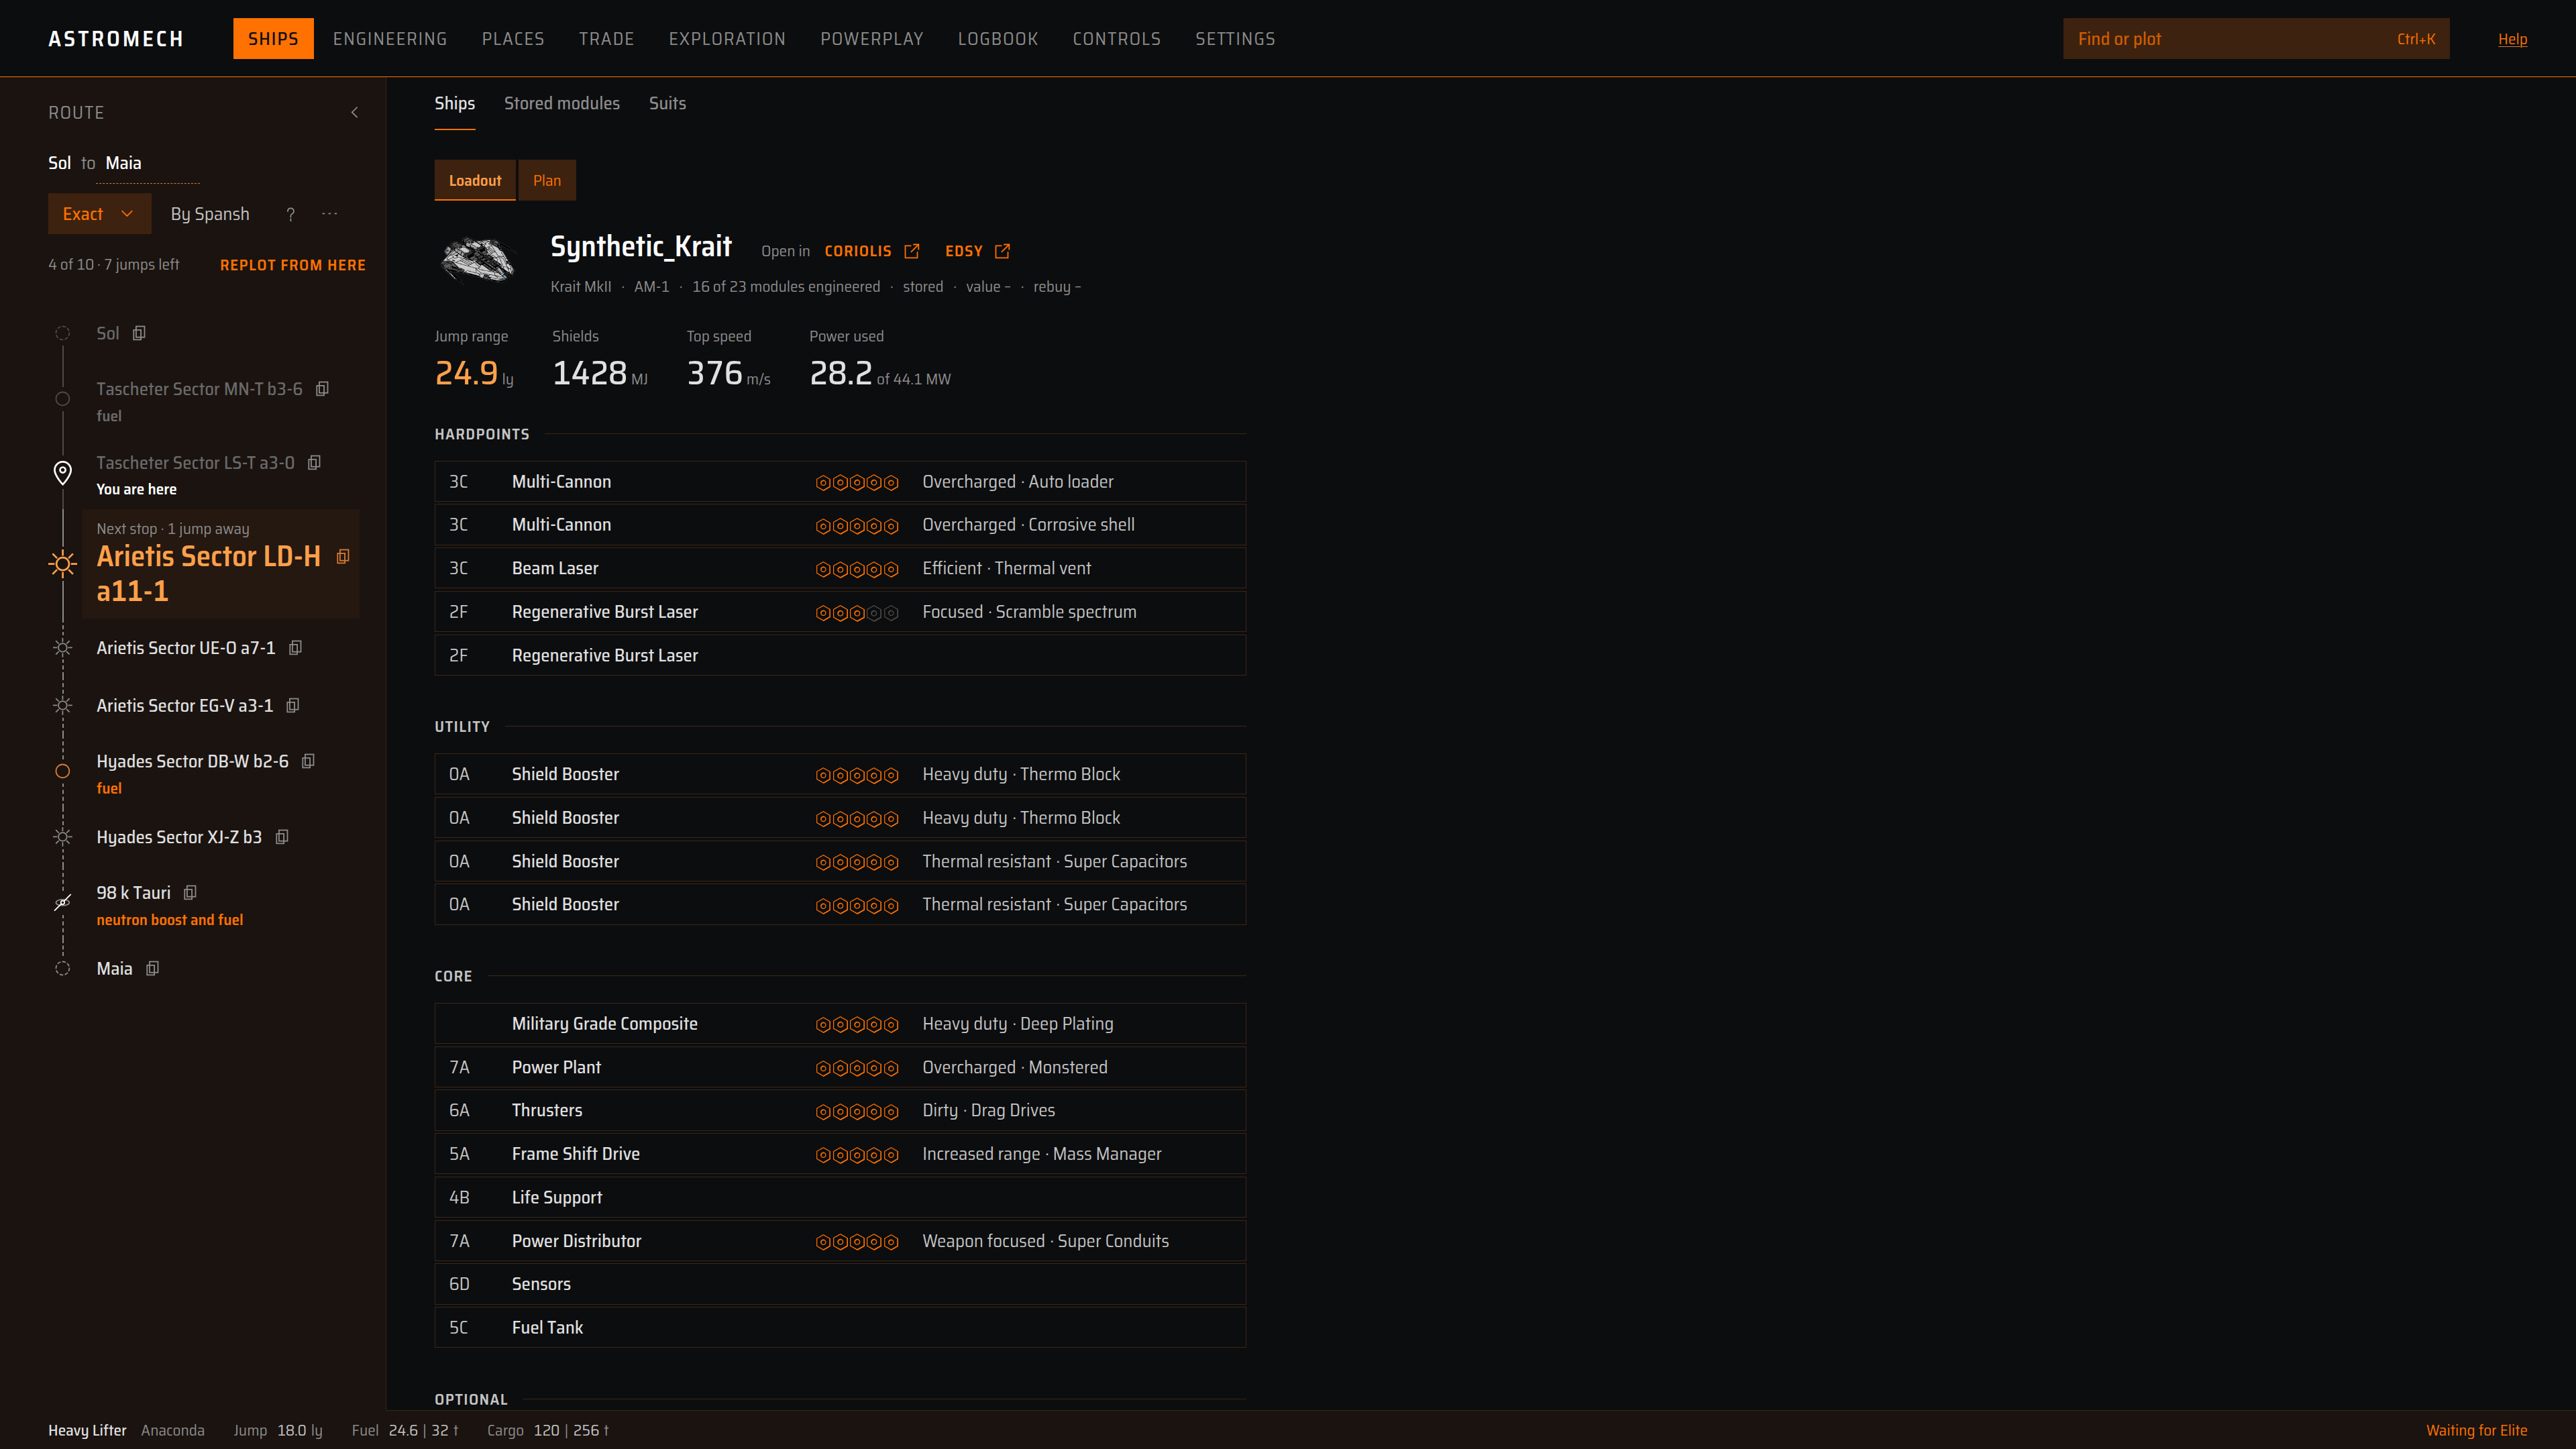 ASTROMECH
SHIPS ENGINEERING PLACES TRADE EXPLORATION POWERPLAY LOGBOOK CONTROLS SETTINGS
Find or plot Ctrl+K
Help
ROUTE
Sol to Maia
Exact By Spansh ? ...
4 of 10 · 7 jumps left REPLOT FROM HERE
Sol
Tascheter Sector MN-T b3-6
fuel
Tascheter Sector LS-T a3-0
You are here
Next stop · 1 jump away
Arietis Sector LD-H
a11-1
Arietis Sector UE-O a7-1
Arietis Sector EG-V a3-1
Hyades Sector DB-W b2-6
fuel
Hyades Sector XJ-Z b3
98 k Tauri
neutron boost and fuel
Maia
Ships Stored modules Suits
Loadout Plan
Synthetic_Krait Open in CORIOLIS EDSY
Krait MkII · AM-1 · 16 of 23 modules engineered · stored · value – · rebuy –
Jump range Shields Top speed Power used
24.9 ly 1428 MJ 376 m/s 28.2 of 44.1 MW
HARDPOINTS
3C Multi-Cannon Overcharged · Auto loader
3C Multi-Cannon Overcharged · Corrosive shell
3C Beam Laser Efficient · Thermal vent
2F Regenerative Burst Laser Focused · Scramble spectrum
2F Regenerative Burst Laser
UTILITY
0A Shield Booster Heavy duty · Thermo Block
0A Shield Booster Heavy duty · Thermo Block
0A Shield Booster Thermal resistant · Super Capacitors
0A Shield Booster Thermal resistant · Super Capacitors
CORE
Military Grade Composite Heavy duty · Deep Plating
7A Power Plant Overcharged · Monstered
6A Thrusters Dirty · Drag Drives
5A Frame Shift Drive Increased range · Mass Manager
4B Life Support
7A Power Distributor Weapon focused · Super Conduits
6D Sensors
5C Fuel Tank
OPTIONAL
Heavy Lifter Anaconda Jump 18.0 ly Fuel 24.6 | 32 t Cargo 120 | 256 t
Waiting for Elite